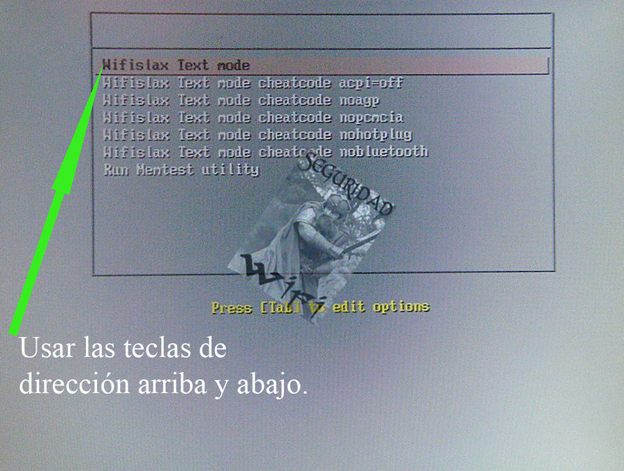 Wifislax Text mode
Wifislax Text mode cheatcode acpi=off
Wifislax Text mode cheatcode noagp
Wifislax Text mode cheatcode nopcmcia
Wifislax Text mode cheatcode nohotplug
Wifislax Text mode cheatcode nobluetooth
Run Memtest utility
SEGURIDAD
Wifi
Press [Tab] to edit options
Usar las teclas de
dirección arriba y abajo.